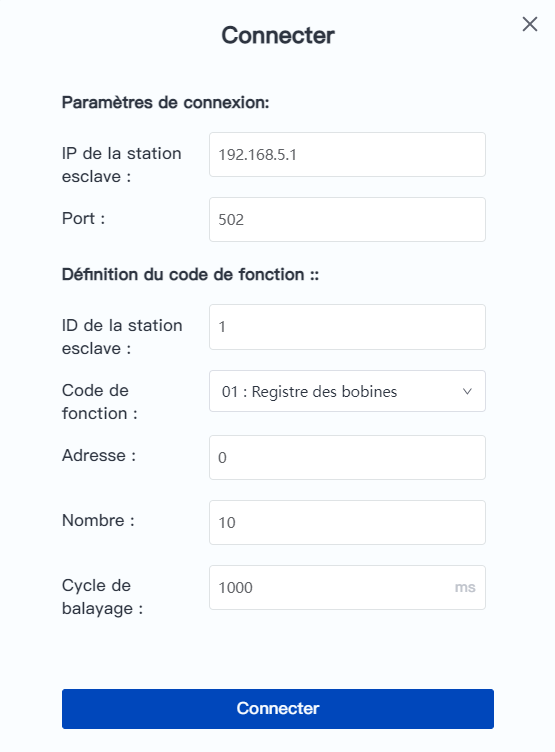 Connecter
Paramètres de connexion:
IP de la station
esclave :
192.168.5.1
Port :
502
Définition du code de fonction ::
ID de la station
esclave :
1
Code de
fonction :
01 : Registre des bobines
Adresse :
0
Nombre :
10
Cycle de
balayage :
1000
ms
Connecter